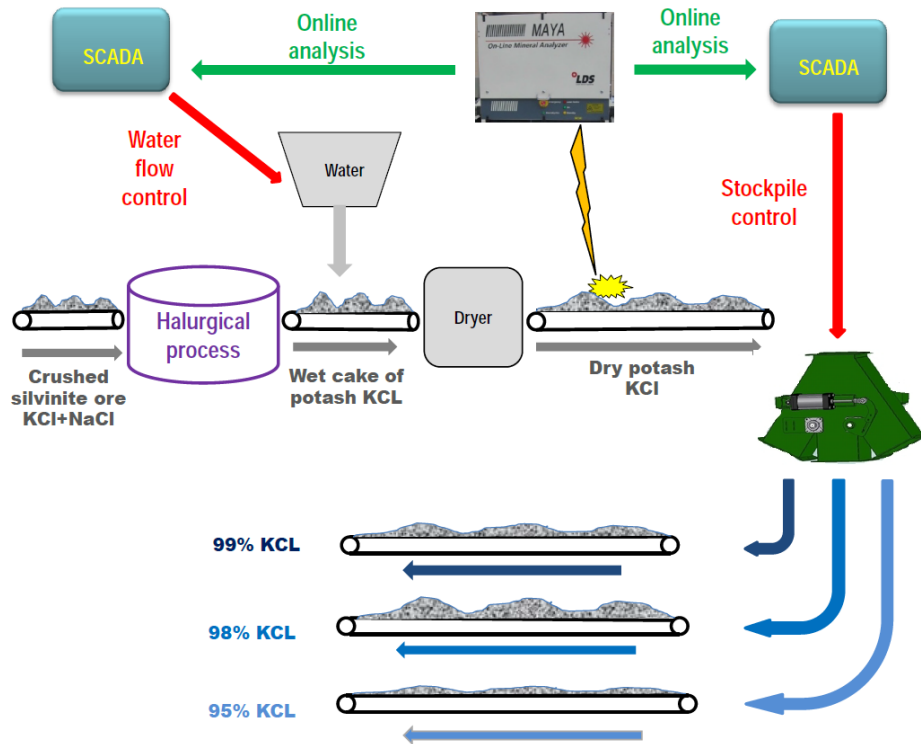 Online
analysis
MAYA
On-Line Mineral Analyzer
LDS
Online
analysis
SCADA
SCADA
Water
flow
control
Water
Stockpile
control
Halurgical
process
Dryer
Crushed
silvinite ore
KCl+NaCl
Wet cake of
potash KCL
Dry potash
KCl
99% KCL
98% KCL
95% KCL